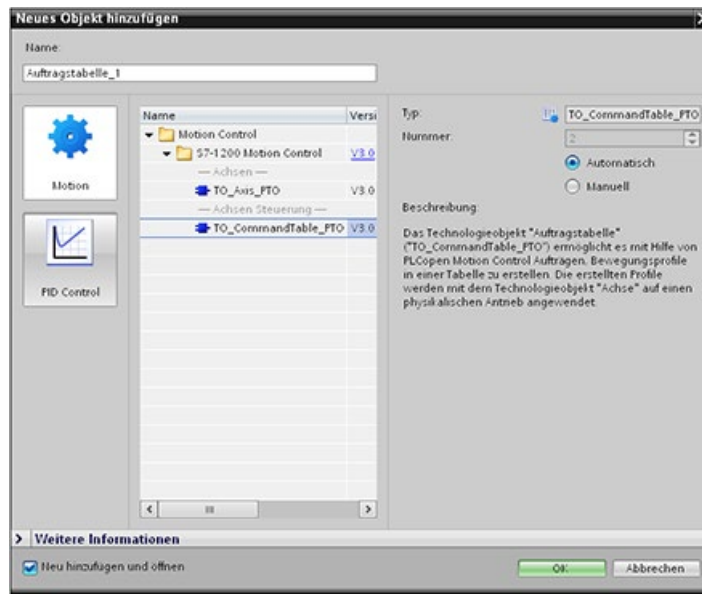 Neues Objekt hinzufügen
Name:
Auftragstabelle_1
Motion
PID Control
Name Versi
Motion Control
S7-1200 Motion Control V3.0
— Achsen —
TO_Axis_PTO V3.0
— Achsen Steuerung —
TO_CommandTable_PTO V3.0
Typ: TO_CommandTable_PTO
Nummer: 2
Automatisch
Manuell
Beschreibung:
Das Technologieobjekt "Auftragstabelle"
("TO_CommandTable_PTO") ermöglicht es mit Hilfe von
PLCopen Motion Control Aufträgen, Bewegungsprofile
in einer Tabelle zu erstellen. Die erstellten Profile
werden mit dem Technologieobjekt "Achse" auf einen
physikalischen Antrieb angewendet.
Weitere Informationen
Neu hinzufügen und öffnen
OK
Abbrechen